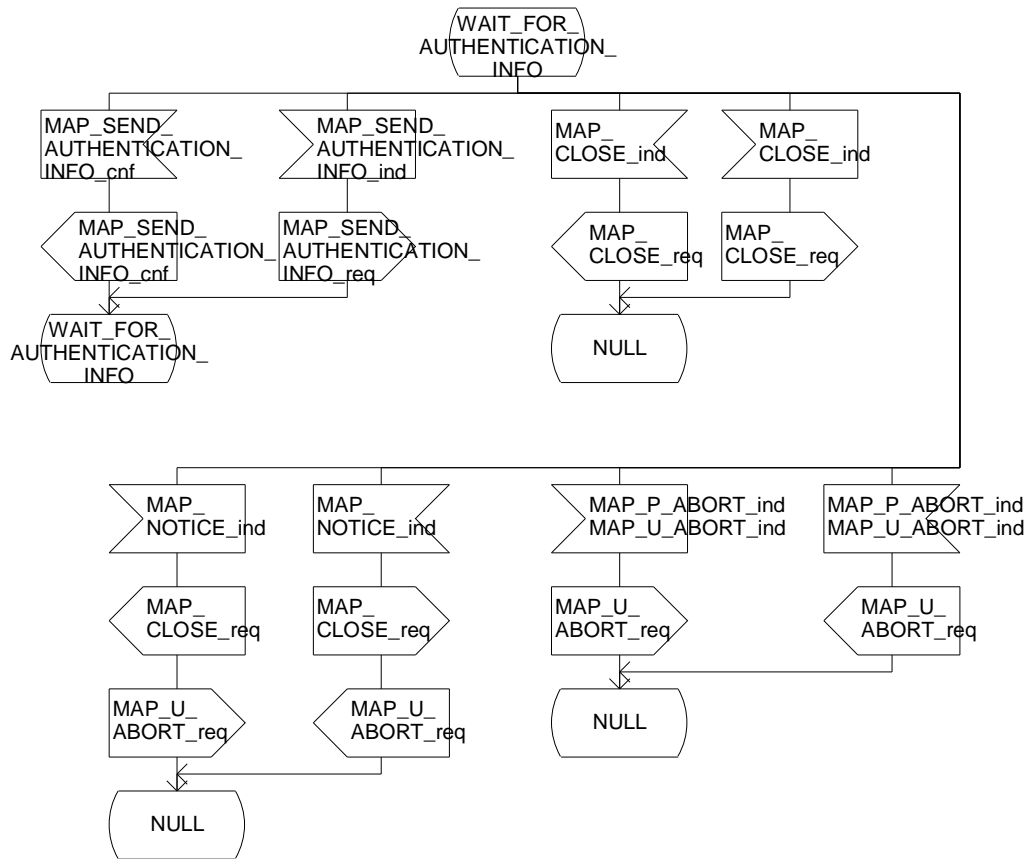 WAIT_FOR_
AUTHENTICATION_
INFO
MAP_SEND_
AUTHENTICATION_
INFO_cnf
MAP_SEND_
AUTHENTICATION_
INFO_ind
MAP_
CLOSE_ind
MAP_
CLOSE_ind
MAP_SEND_
AUTHENTICATION_
INFO_cnf
MAP_SEND_
AUTHENTICATION_
INFO_req
MAP_
CLOSE_req
MAP_
CLOSE_req
WAIT_FOR_
AUTHENTICATION_
INFO
NULL
MAP_
NOTICE_ind
MAP_
NOTICE_ind
MAP_P_ABORT_ind
MAP_U_ABORT_ind
MAP_P_ABORT_ind
MAP_U_ABORT_ind
MAP_
CLOSE_req
MAP_
CLOSE_req
MAP_U_
ABORT_req
MAP_U_
ABORT_req
MAP_U_
ABORT_req
MAP_U_
ABORT_req
NULL
NULL